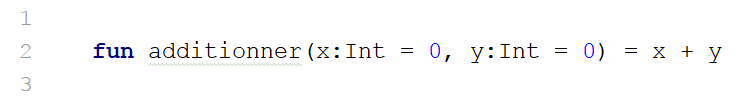 1
2 fun additionner(x:Int = 0, y:Int = 0) = x + y
3